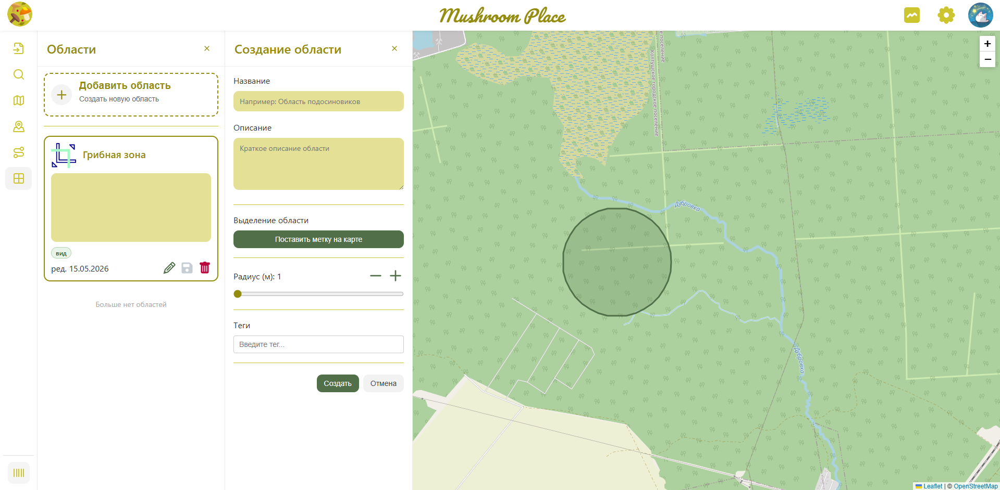 Mushroom Place
Области
×
Добавить область
Создать новую область
Грибная зона
вид
ред. 15.05.2026
Больше нет областей
Создание области
×
Название
Например: Область подосиновиков
Описание
Краткое описание области
Выделение области
Поставить метку на карте
Радиус (м): 1
Теги
Введите тег...
Создать
Отмена
е поселение
Колтушское городское поселение
Дубровка
Дубровка
+
−
Leaflet | © OpenStreetMap